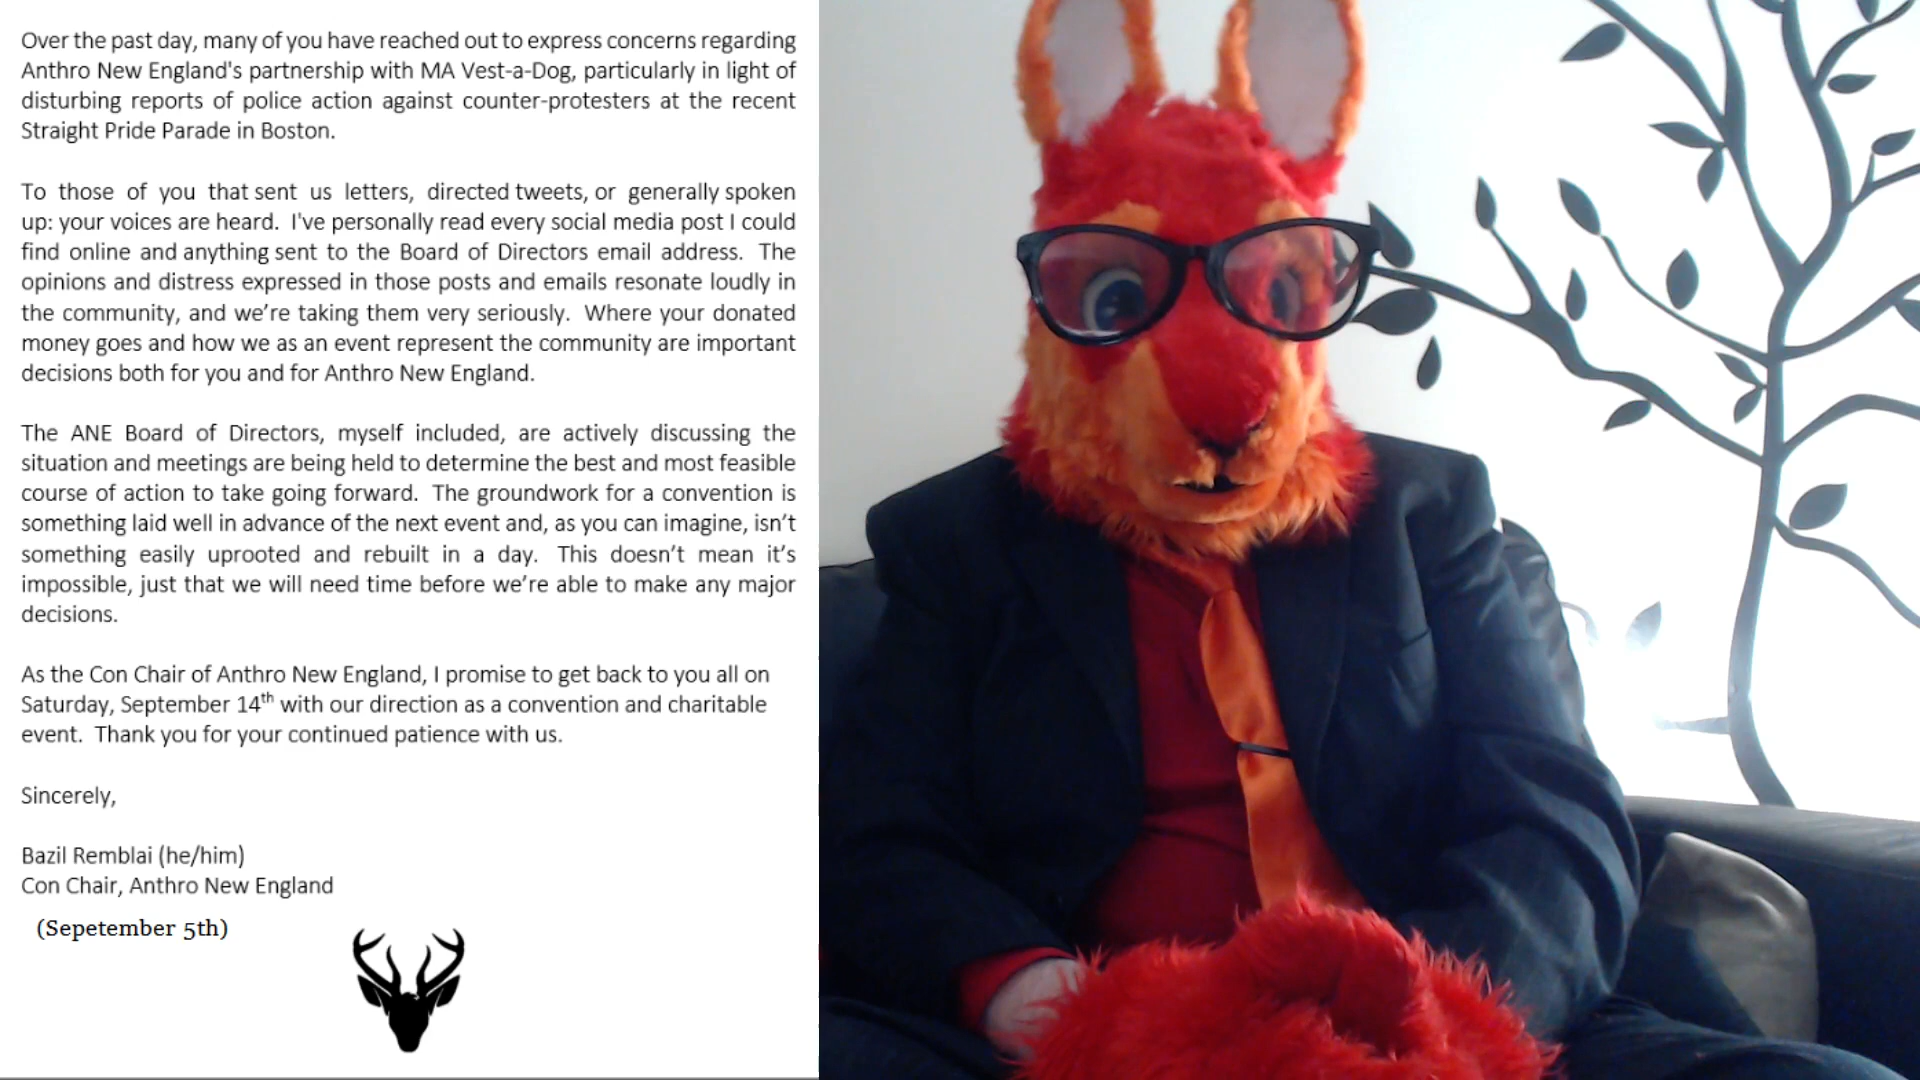 Over the past day, many of you have reached out to express concerns regarding
Anthro New England's partnership with MA Vest-a-Dog, particularly in light of
disturbing reports of police action against counter-protesters at the recent
Straight Pride Parade in Boston.
To those of you that sent us letters, directed tweets, or generally spoken
up: your voices are heard. I've personally read every social media post I could
find online and anything sent to the Board of Directors email address. The
opinions and distress expressed in those posts and emails resonate loudly in
the community, and we’re taking them very seriously. Where your donated
money goes and how we as an event represent the community are important
decisions both for you and for Anthro New England.
The ANE Board of Directors, myself included, are actively discussing the
situation and meetings are being held to determine the best and most feasible
course of action to take going forward. The groundwork for a convention is
something laid well in advance of the next event and, as you can imagine, isn’t
something easily uprooted and rebuilt in a day. This doesn’t mean it’s
impossible, just that we will need time before we’re able to make any major
decisions.
As the Con Chair of Anthro New England, I promise to get back to you all on
Saturday, September 14th with our direction as a convention and charitable
event. Thank you for your continued patience with us.
Sincerely,
Bazil Remblai (he/him)
Con Chair, Anthro New England
(Sepetember 5th)